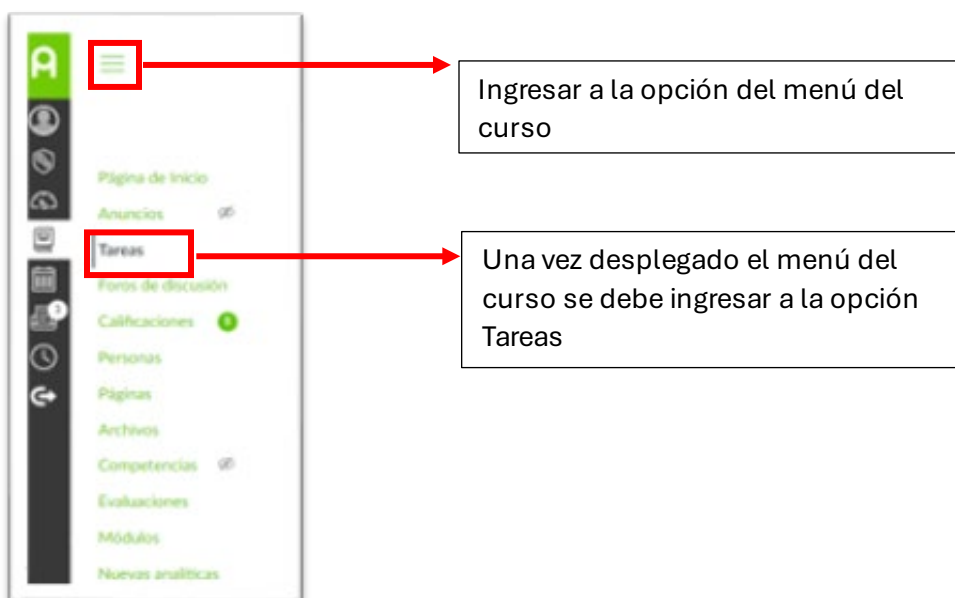 Ingresar a la opción del menú del
curso
Página de Inicio
Anuncios
Tareas
Una vez desplegado el menú del
curso se debe ingresar a la opción
Tareas
Foros de discusión
Calificaciones
Personas
Páginas
Archivos
Competencias
Evaluaciones
Módulos
Nuevas analíticas